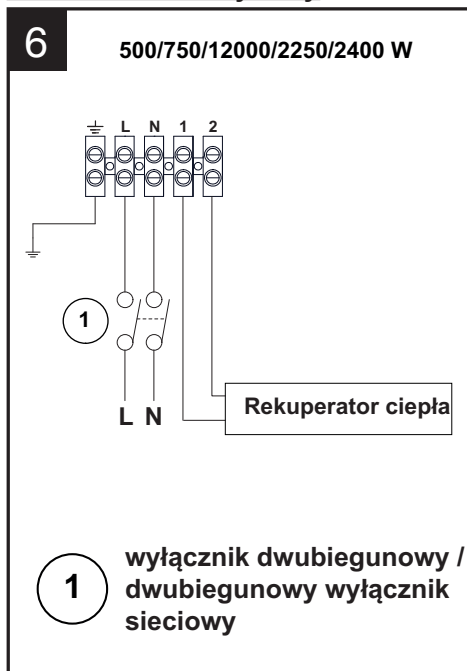 6
500/750/12000/2250/2400 W
L N 1 2
1
L N
Rekuperator ciepła
1
wyłącznik dwubiegunowy /
dwubiegunowy wyłącznik
sieciowy